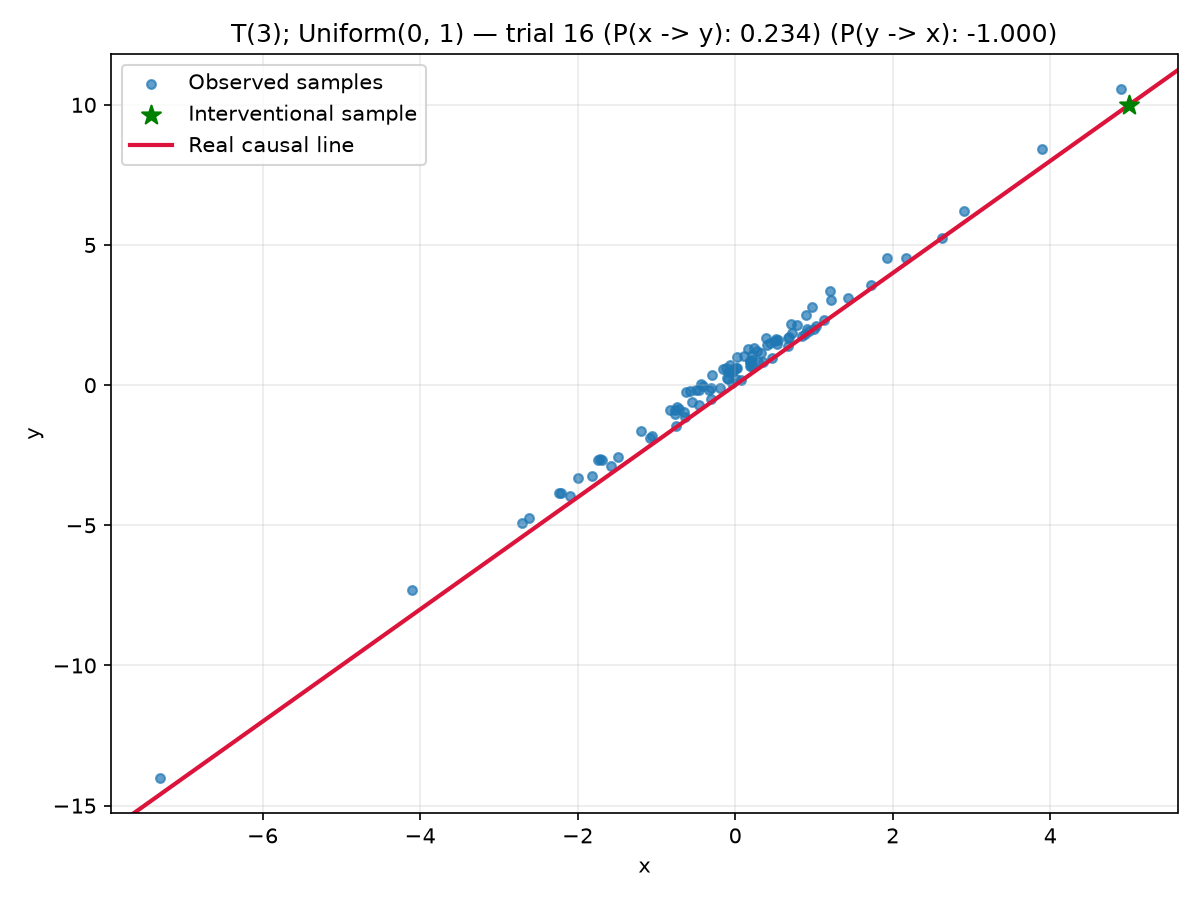 T(3); Uniform(0, 1) — trial 16 (P(x -> y): 0.234) (P(y -> x): -1.000)
Observed samples
Interventional sample
Real causal line
10
5
0
−5
−10
−15
y
−6
−4
−2
0
2
4
x